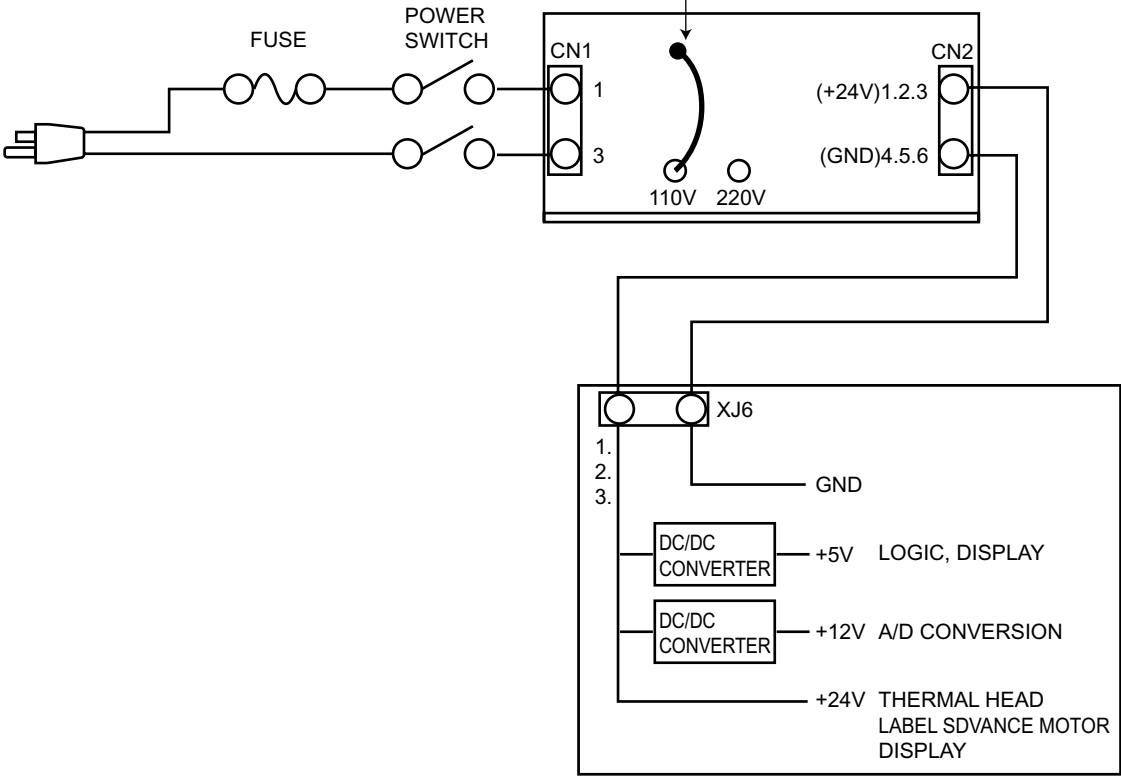 POWER
SWITCH
FUSE
CN1
CN2
1
(+24V)1.2.3
3
(GND)4.5.6
110V
220V
XJ6
1.
2.
3.
GND
DC/DC
CONVERTER
+5V LOGIC, DISPLAY
DC/DC
CONVERTER
+12V A/D CONVERSION
+24V THERMAL HEAD
LABEL SDVANCE MOTOR
DISPLAY